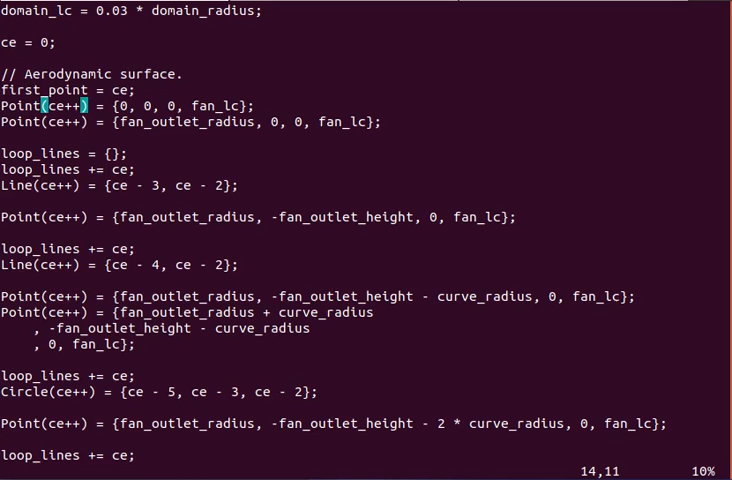 domain_lc = 0.03 * domain_radius;
ce = 0;
// Aerodynamic surface.
first_point = ce;
Point(ce++) = {0, 0, 0, fan_lc};
Point(ce++) = {fan_outlet_radius, 0, 0, fan_lc};
loop_lines = {};
loop_lines += ce;
Line(ce++) = {ce - 3, ce - 2};
Point(ce++) = {fan_outlet_radius, -fan_outlet_height, 0, fan_lc};
loop_lines += ce;
Line(ce++) = {ce - 4, ce - 2};
Point(ce++) = {fan_outlet_radius, -fan_outlet_height - curve_radius, 0, fan_lc};
Point(ce++) = {fan_outlet_radius + curve_radius
    , -fan_outlet_height - curve_radius
    , 0, fan_lc};
loop_lines += ce;
Circle(ce++) = {ce - 5, ce - 3, ce - 2};
Point(ce++) = {fan_outlet_radius, -fan_outlet_height - 2 * curve_radius, 0, fan_lc};
loop_lines += ce;
14,11 10%